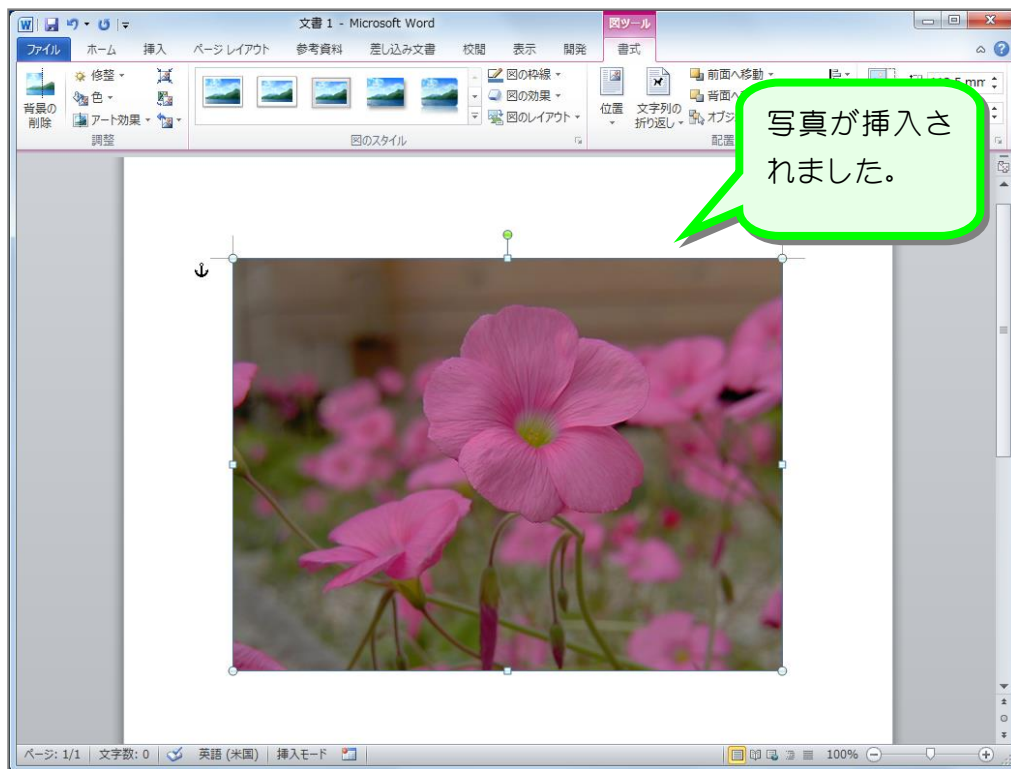 文書 1 - Microsoft Word
図ツール
ファイル ホーム 挿入 ページ レイアウト 参考資料 差し込み文書 校閲 表示 開発 書式
修整
色
アート効果
背景の
削除
調整
図の枠線
図の効果
図のレイアウト
図のスタイル
位置
文字列の
折り返し
前面へ移動
背面へ
オブジ
配置
写真が挿入さ
れました。
ページ: 1/1 文字数: 0 英語 (米国) 挿入モード 100%